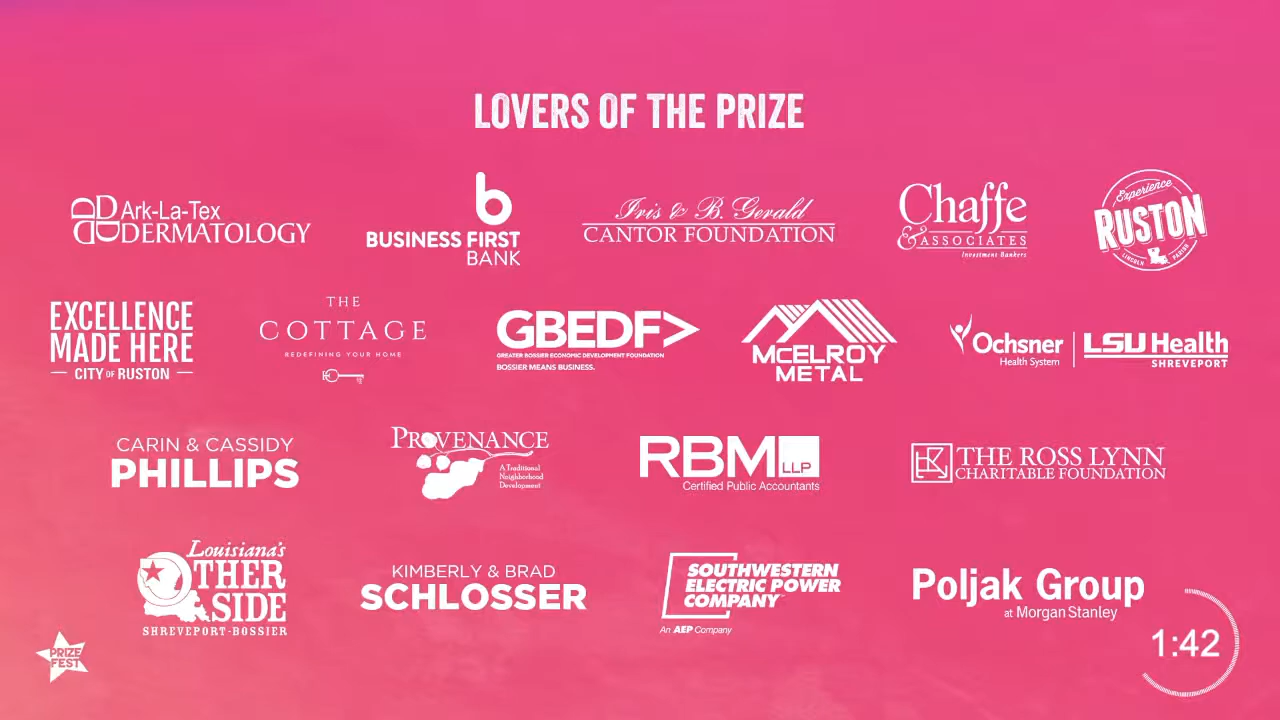 LOVERS OF THE PRIZE
Ark-La-Tex
DERMATOLOGY
b
BUSINESS FIRST
BANK
Iris & B. Gerald
CANTOR FOUNDATION
Chaffe
& ASSOCIATES
Investment Bankers
Experience
RUSTON
LINCOLN PARISH
EXCELLENCE
MADE HERE
CITY OF RUSTON
THE
COTTAGE
REDEFINING YOUR HOME
GBEDF>
GREATER BOSSIER ECONOMIC DEVELOPMENT FOUNDATION
BOSSIER MEANS BUSINESS.
McELROY
METAL
Ochsner
Health System
LSU Health
SHREVEPORT
CARIN & CASSIDY
PHILLIPS
PROVENANCE
A Traditional
Neighborhood
Development
RBM LLP
Certified Public Accountants
THE ROSS LYNN
CHARITABLE FOUNDATION
Louisiana's
OTHER
SIDE
SHREVEPORT-BOSSIER
KIMBERLY & BRAD
SCHLOSSER
SOUTHWESTERN
ELECTRIC POWER
COMPANY
An AEP Company
Poljak Group
at Morgan Stanley
PRIZE
FEST
1:42